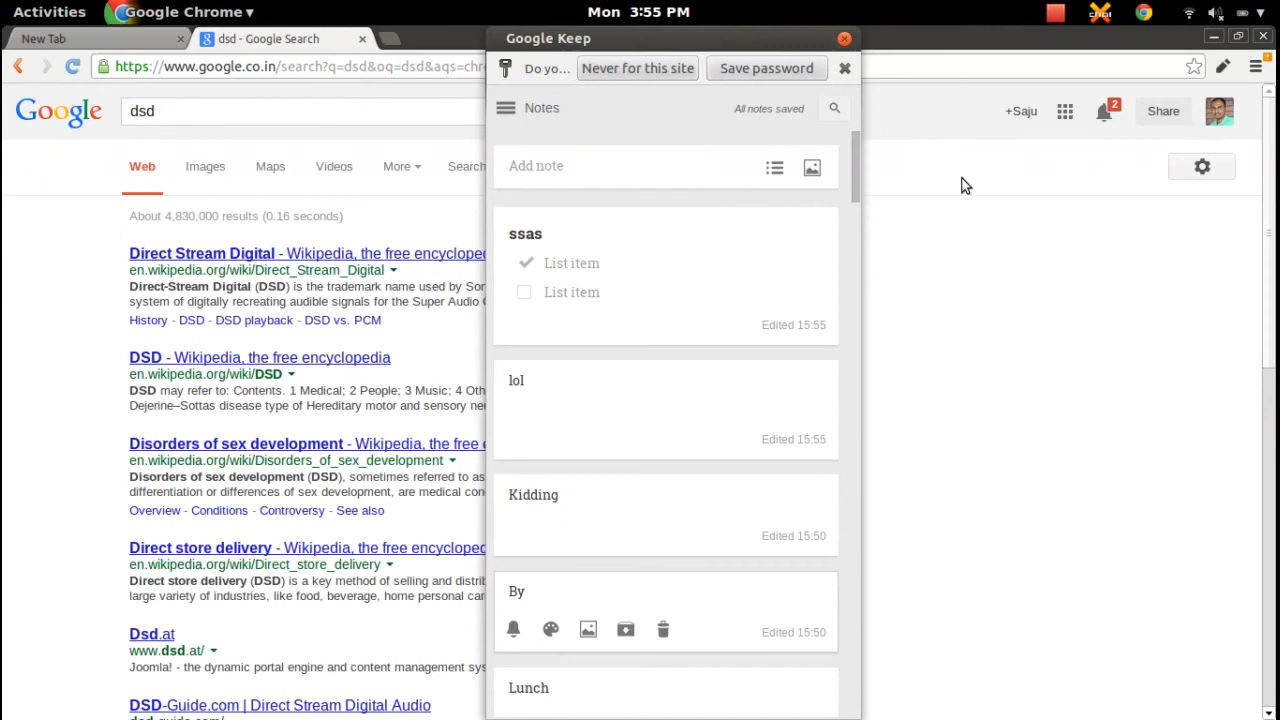 Activities
Google Chrome
Mon 3:55 PM
chat
New Tab
dsd - Google Search
Google Keep
https://www.google.co.in/search?q=dsd&oq=dsd&aqs=chr
Do yo...
Never for this site
Save password
Google
dsd
Notes
All notes saved
+Saju
2
Share
Web
Images
Maps
Videos
More
Search
About 4,830,000 results (0.16 seconds)
Direct Stream Digital - Wikipedia, the free encyclope
en.wikipedia.org/wiki/Direct_Stream_Digital
Direct-Stream Digital (DSD) is the trademark name used by Son
system of digitally recreating audible signals for the Super Audio C
History - DSD - DSD playback - DSD vs. PCM
DSD - Wikipedia, the free encyclopedia
en.wikipedia.org/wiki/DSD
DSD may refer to: Contents. 1 Medical; 2 People; 3 Music; 4 Oth
Dejerine–Sottas disease type of Hereditary motor and sensory ne
Disorders of sex development - Wikipedia, the free e
en.wikipedia.org/wiki/Disorders_of_sex_development
Disorders of sex development (DSD), sometimes referred to as
differentiation or differences of sex development, are medical con
Overview - Conditions - Controversy - See also
Direct store delivery - Wikipedia, the free encycloped
en.wikipedia.org/wiki/Direct_store_delivery
Direct store delivery (DSD) is a key method of selling and distrib
large variety of industries, like food, beverage, home personal car
Dsd.at
www.dsd.at/
Joomla! - the dynamic portal engine and content management sys
DSD-Guide.com | Direct Stream Digital Audio
Add note
ssas
List item
List item
Edited 15:55
lol
Edited 15:55
Kidding
Edited 15:50
By
Edited 15:50
Lunch